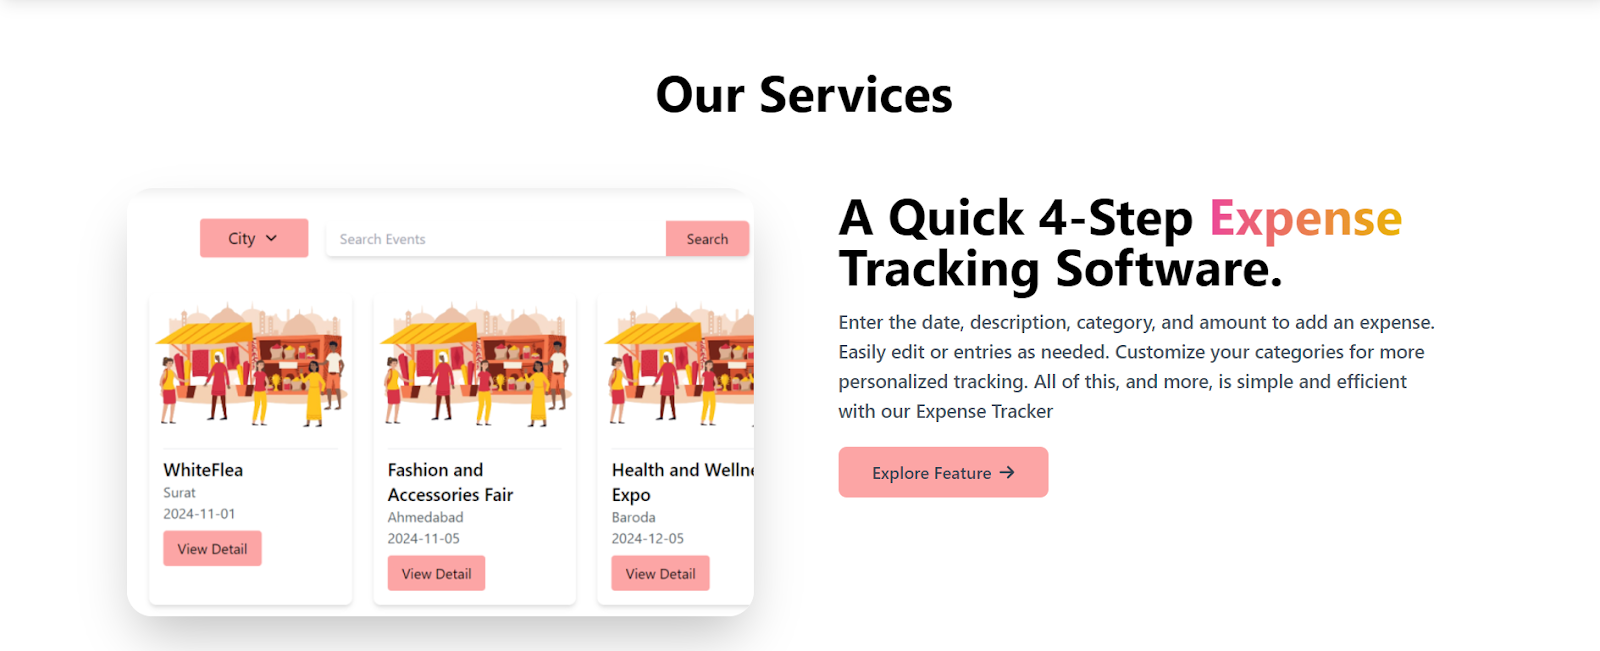 Our Services
City
Search Events
Search
WhiteFlea
Surat
2024-11-01
View Detail
Fashion and
Accessories Fair
Ahmedabad
2024-11-05
View Detail
Health and Wellne
Expo
Baroda
2024-12-05
View Detail
A Quick 4-Step Expense
Tracking Software.
Enter the date, description, category, and amount to add an expense.
Easily edit or entries as needed. Customize your categories for more
personalized tracking. All of this, and more, is simple and efficient
with our Expense Tracker
Explore Feature →